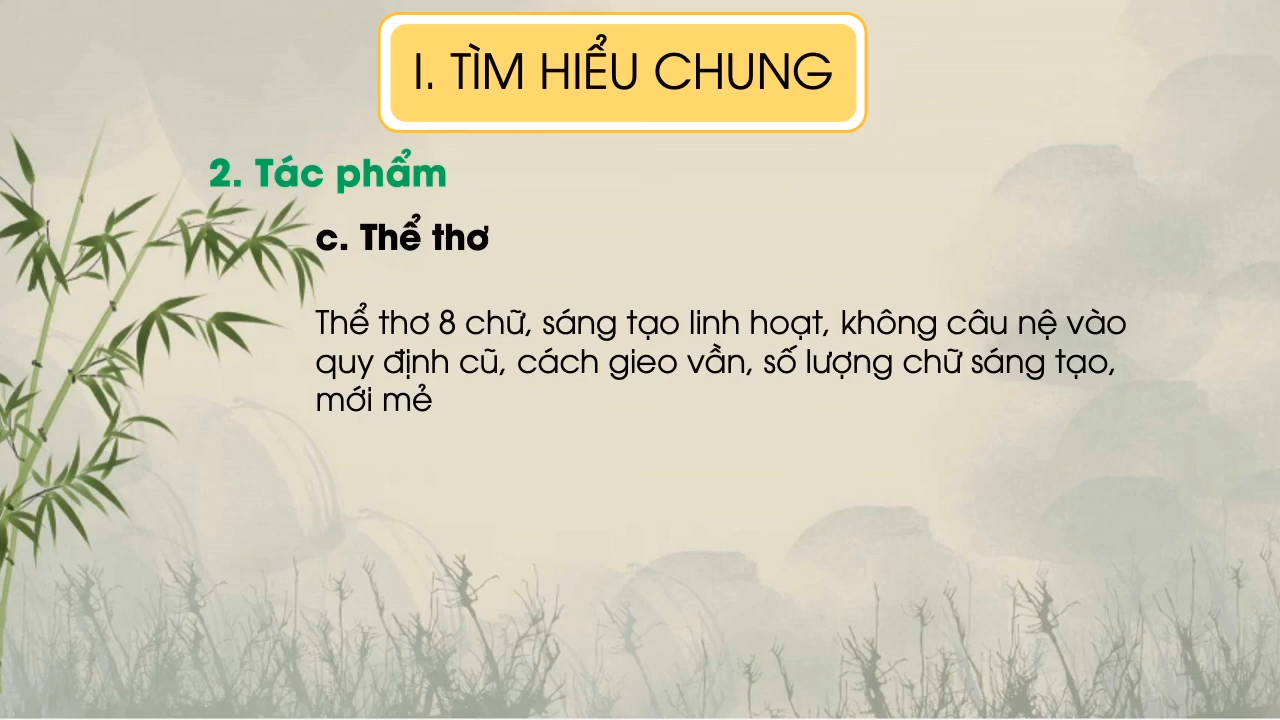 I. TÌM HIỂU CHUNG
2. Tác phẩm
c. Thể thơ
Thể thơ 8 chữ, sáng tạo linh hoạt, không câu nệ vào
quy định cũ, cách gieo vần, số lượng chữ sáng tạo,
mới mẻ